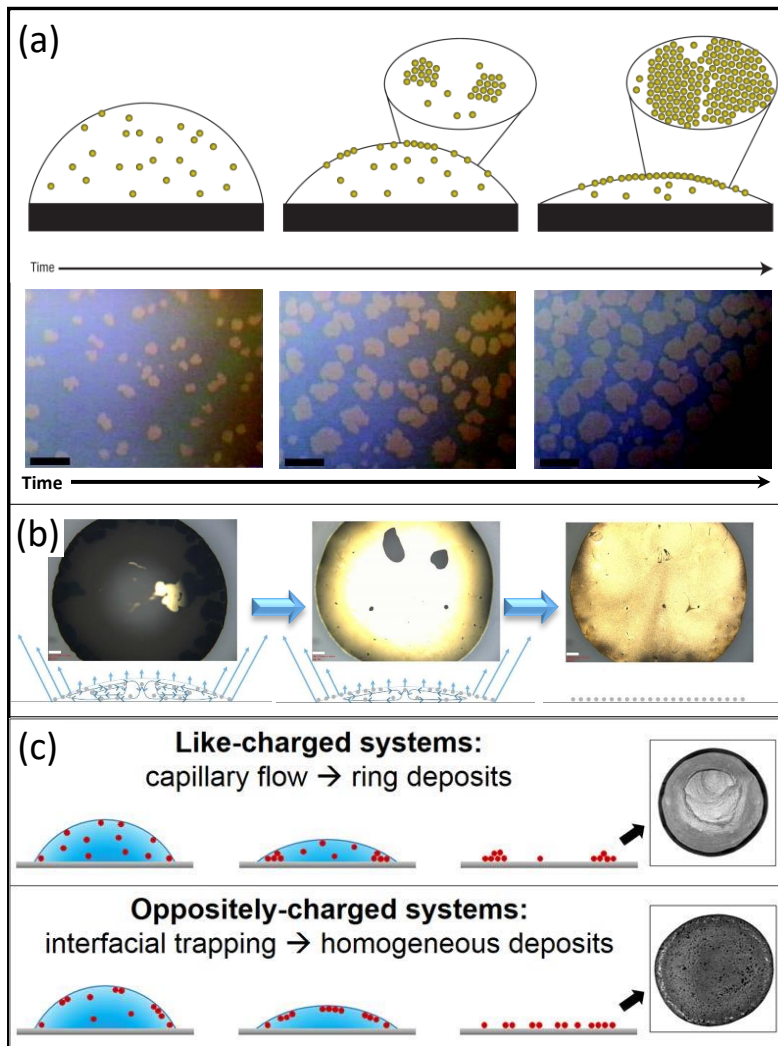 (a)
Time
Time
(b)
(c)
Like-charged systems:
capillary flow → ring deposits
Oppositely-charged systems:
interfacial trapping → homogeneous deposits